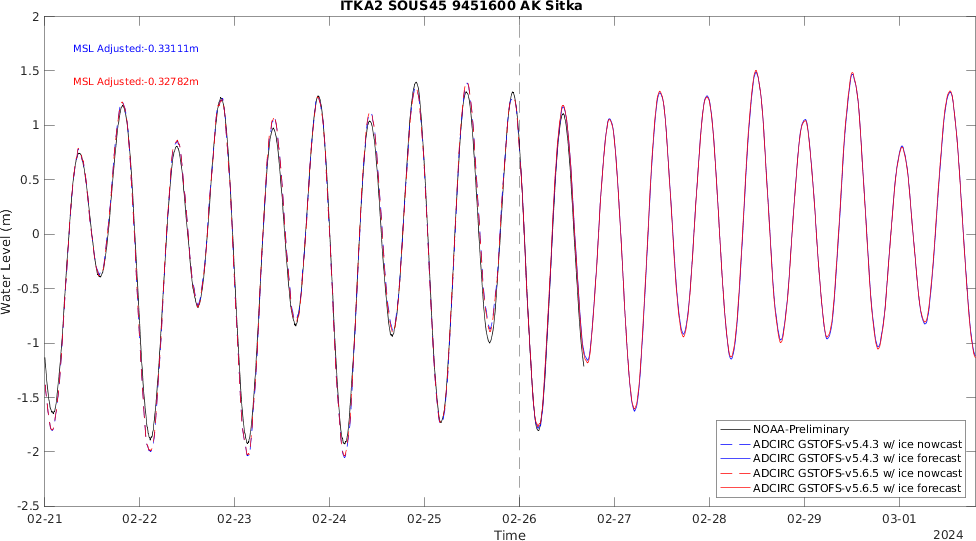 ITKA2 SOUS45 9451600 AK Sitka
MSL Adjusted:-0.33111m
MSL Adjusted:-0.32782m
2
1.5
1
0.5
0
-0.5
-1
-1.5
-2
-2.5
Water Level (m)
NOAA-Preliminary
ADCIRC GSTOFS-v5.4.3 w/ ice nowcast
ADCIRC GSTOFS-v5.4.3 w/ ice forecast
ADCIRC GSTOFS-v5.6.5 w/ ice nowcast
ADCIRC GSTOFS-v5.6.5 w/ ice forecast
02-21 02-22 02-23 02-24 02-25 02-26 02-27 02-28 02-29 03-01
Time
2024